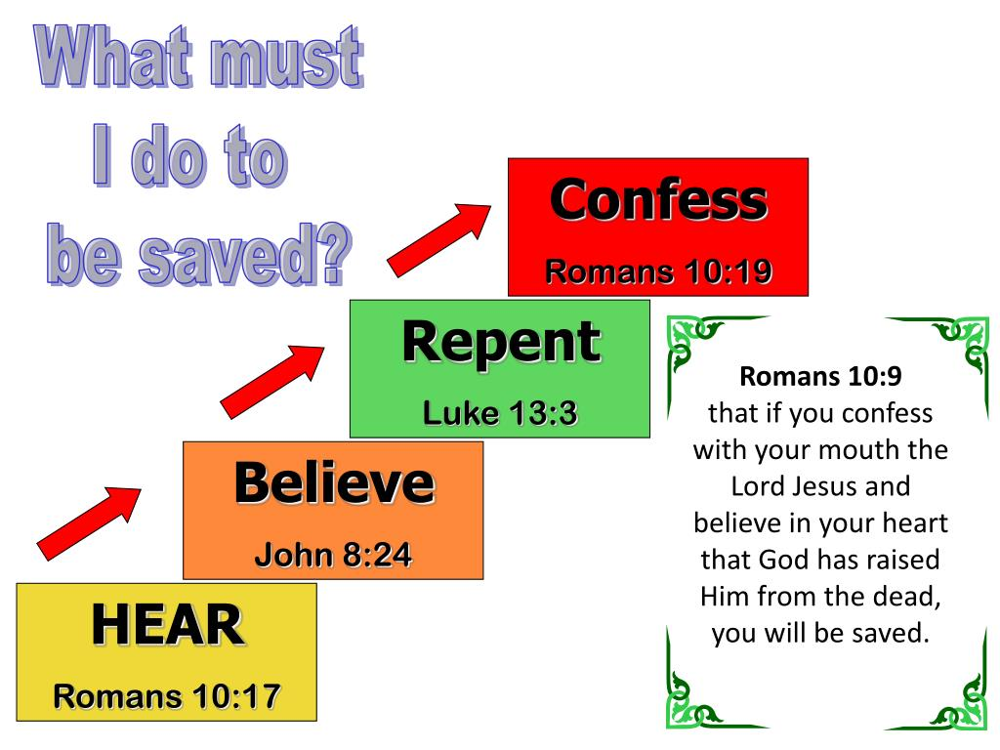 What must
I do to
be saved?
Confess
Romans 10:19
Repent
Luke 13:3
Believe
John 8:24
HEAR
Romans 10:17
Romans 10:9
that if you confess
with your mouth the
Lord Jesus and
believe in your heart
that God has raised
Him from the dead,
you will be saved.